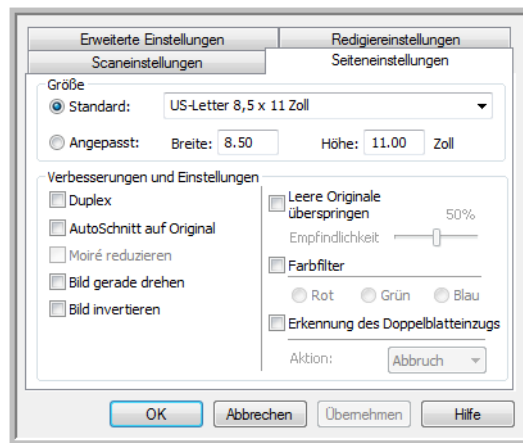 Erweiterte Einstellungen Redigiereinstellungen
Scaneinstellungen Seiteneinstellungen
Größe
Standard: US-Letter 8,5 x 11 Zoll
Angepasst: Breite: 8.50 Höhe: 11.00 Zoll
Verbesserungen und Einstellungen
Duplex
AutoSchnitt auf Original
Moiré reduzieren
Bild gerade drehen
Bild invertieren
Leere Originale
überspringen 50%
Empfindlichkeit
Farbfilter
Rot Grün Blau
Erkennung des Doppelblatteinzugs
Aktion: Abbruch
OK Abbrechen Übernehmen Hilfe